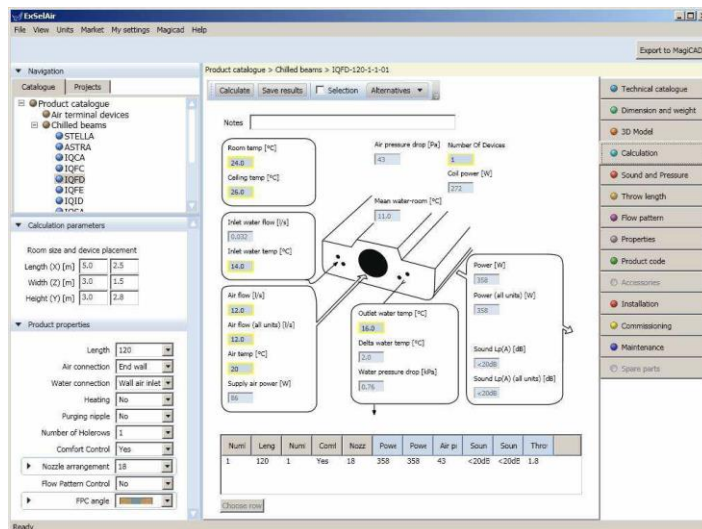 ExSelAir
File View Units Market My settings Magicad Help
Export to MagiCAD
Navigation
Catalogue Projects
Product catalogue
Air terminal devices
Chilled beams
STELLA
ASTRA
IQCA
IQFC
IQFD
IQFE
IQID
Calculation parameters
Room size and device placement
Length (X) [m] 5.0 2.5
Width (Z) [m] 3.0 1.5
Height (Y) [m] 3.0 2.8
Product properties
Length 120
Air connection End wall
Water connection Wall air inlet
Heating No
Purging nipple No
Number of Holerows 1
Comfort Control Yes
Nozzle arrangement 18
Flow Pattern Control No
FPC angle
Ready
Product catalogue > Chilled beams > IQFD-120-1-1-01
Calculate Save results Selection Alternatives
Notes
Room temp [°C]
24.0
Ceiling temp [°C]
26.0
Air pressure drop [Pa]
43
Number Of Devices
1
Coil power [W]
272
Mean water-room [°C]
11.0
Inlet water flow [l/s]
0.032
Inlet water temp [°C]
14.0
Air flow [l/s]
12.0
Air flow (all units) [l/s]
12.0
Air temp [°C]
20
Supply air power [W]
86
Outlet water temp [°C]
16.0
Delta water temp [°C]
2.0
Water pressure drop [kPa]
0.76
Power [W]
358
Power (all units) [W]
358
Sound Lp(A) [dB]
<20dB
Sound Lp(A) (all units) [dB]
<20dB
Numl Leng Numl Comf Nozz Powe Powe Air pi Soun Soun Thro
1 120 1 Yes 18 358 358 43 <20dE <20dE 1.8
Choose row
Technical catalogue
Dimension and weight
3D Model
Calculation
Sound and Pressure
Throw length
Flow pattern
Properties
Product code
Accessories
Installation
Commissioning
Maintenance
Spare parts